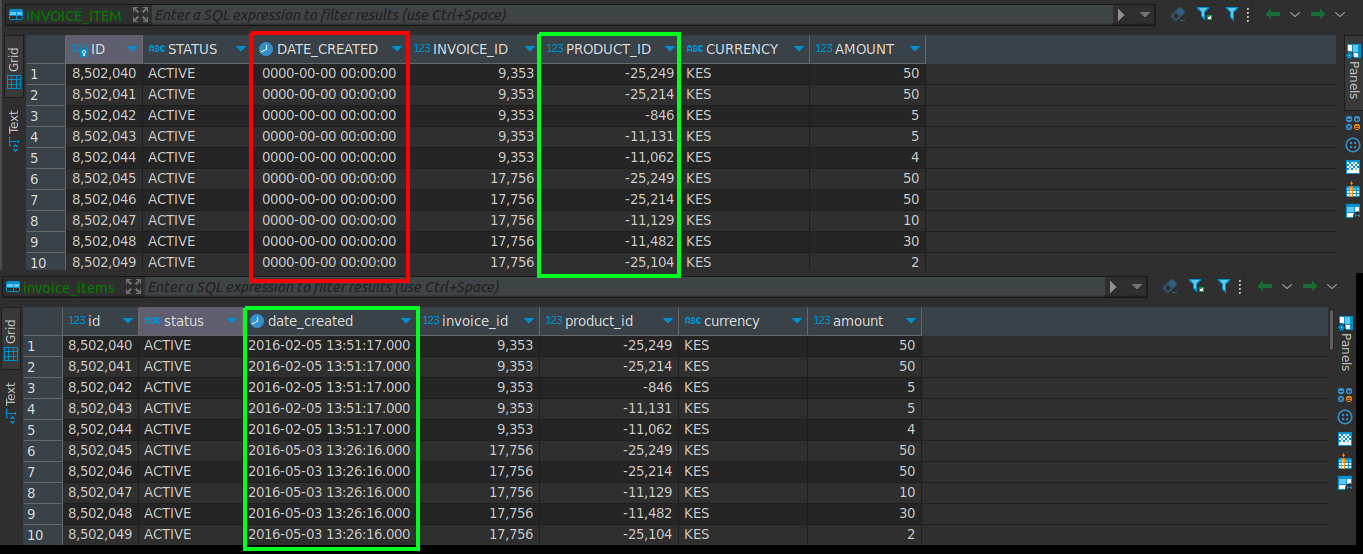 INVOICE_ITEM Enter a SQL expression to filter results (use Ctrl+Space)
Grid
Text
Panels
123 ID ABC STATUS DATE_CREATED 123 INVOICE_ID 123 PRODUCT_ID ABC CURRENCY 123 AMOUNT
1 8,502,040 ACTIVE 0000-00-00 00:00:00 9,353 -25,249 KES 50
2 8,502,041 ACTIVE 0000-00-00 00:00:00 9,353 -25,214 KES 50
3 8,502,042 ACTIVE 0000-00-00 00:00:00 9,353 -846 KES 5
4 8,502,043 ACTIVE 0000-00-00 00:00:00 9,353 -11,131 KES 5
5 8,502,044 ACTIVE 0000-00-00 00:00:00 9,353 -11,062 KES 4
6 8,502,045 ACTIVE 0000-00-00 00:00:00 17,756 -25,249 KES 50
7 8,502,046 ACTIVE 0000-00-00 00:00:00 17,756 -25,214 KES 50
8 8,502,047 ACTIVE 0000-00-00 00:00:00 17,756 -11,129 KES 10
9 8,502,048 ACTIVE 0000-00-00 00:00:00 17,756 -11,482 KES 30
10 8,502,049 ACTIVE 0000-00-00 00:00:00 17,756 -25,104 KES 2
invoice_items Enter a SQL expression to filter results (use Ctrl+Space)
Grid
Text
Panels
123 id ABC status date_created 123 invoice_id 123 product_id ABC currency 123 amount
1 8,502,040 ACTIVE 2016-02-05 13:51:17.000 9,353 -25,249 KES 50
2 8,502,041 ACTIVE 2016-02-05 13:51:17.000 9,353 -25,214 KES 50
3 8,502,042 ACTIVE 2016-02-05 13:51:17.000 9,353 -846 KES 5
4 8,502,043 ACTIVE 2016-02-05 13:51:17.000 9,353 -11,131 KES 5
5 8,502,044 ACTIVE 2016-02-05 13:51:17.000 9,353 -11,062 KES 4
6 8,502,045 ACTIVE 2016-05-03 13:26:16.000 17,756 -25,249 KES 50
7 8,502,046 ACTIVE 2016-05-03 13:26:16.000 17,756 -25,214 KES 50
8 8,502,047 ACTIVE 2016-05-03 13:26:16.000 17,756 -11,129 KES 10
9 8,502,048 ACTIVE 2016-05-03 13:26:16.000 17,756 -11,482 KES 30
10 8,502,049 ACTIVE 2016-05-03 13:26:16.000 17,756 -25,104 KES 2